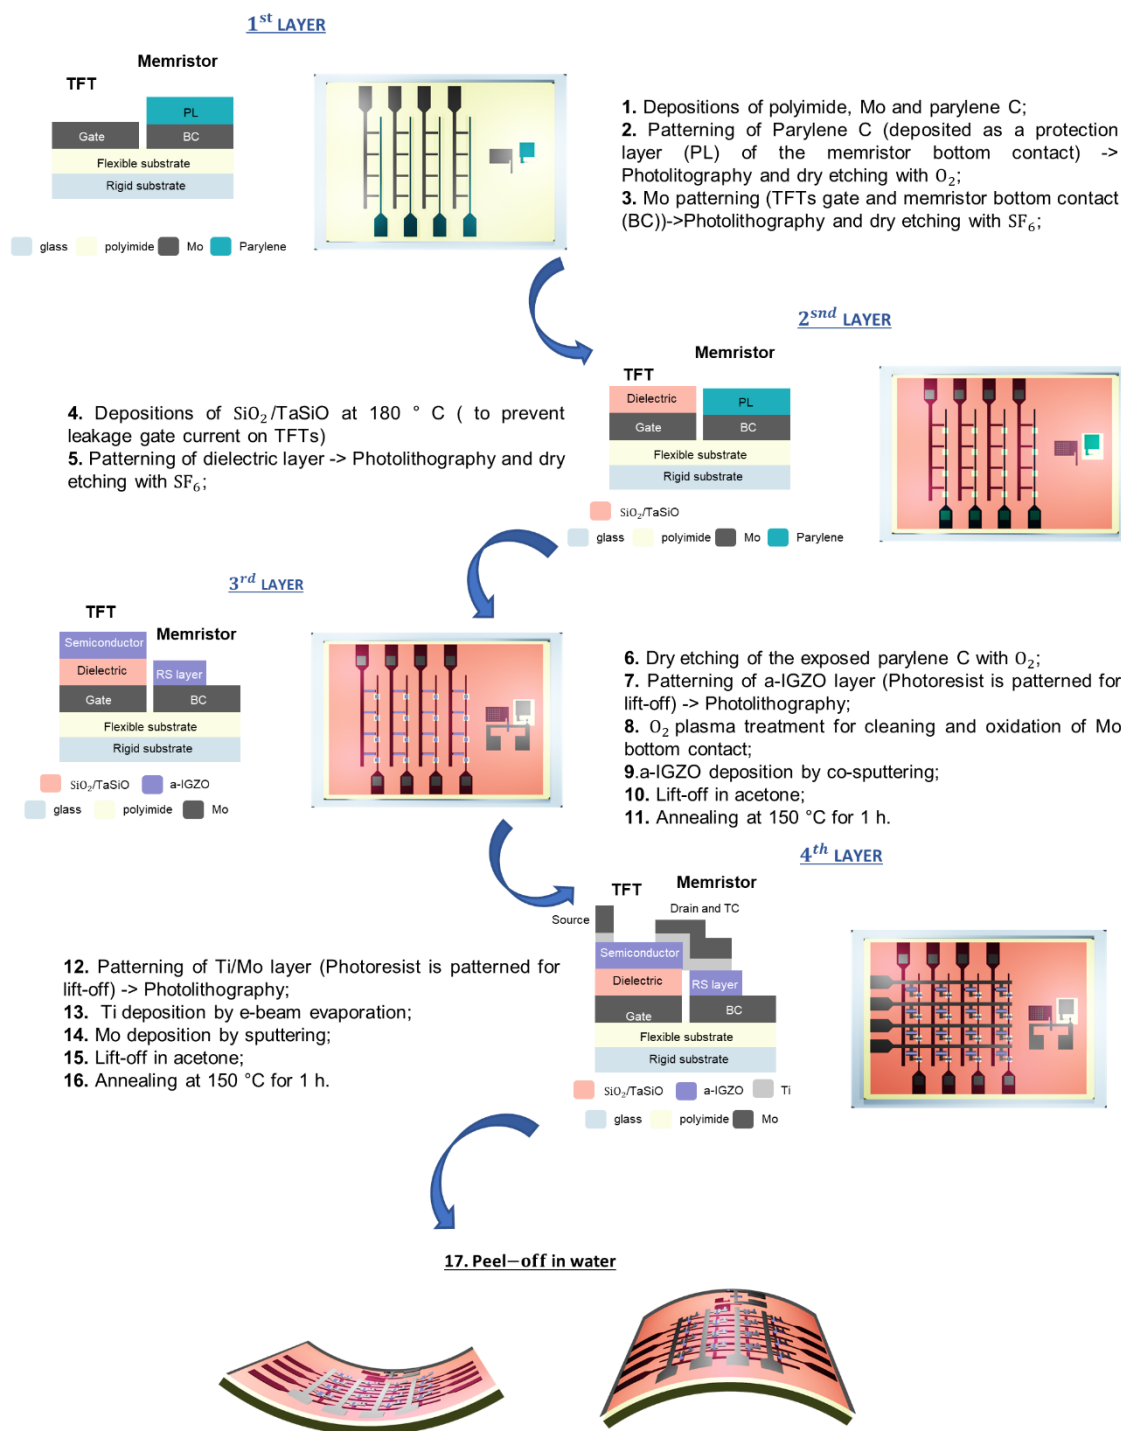 1st LAYER
Memristor
TFT
PL
Gate
BC
Flexible substrate
Rigid substrate
glass polyimide Mo Parylene
1. Depositions of polyimide, Mo and parylene C;
2. Patterning of Parylene C (deposited as a protection
layer (PL) of the memristor bottom contact) ->
Photolitography and dry etching with O₂;
3. Mo patterning (TFTs gate and memristor bottom contact
(BC))->Photolithography and dry etching with SF₆;
2snd LAYER
Memristor
TFT
Dielectric PL
Gate BC
Flexible substrate
Rigid substrate
SiO₂/TaSiO
glass polyimide Mo Parylene
4. Depositions of SiO₂/TaSiO at 180 ° C ( to prevent
leakage gate current on TFTs)
5. Patterning of dielectric layer -> Photolithography and dry
etching with SF₆;
3rd LAYER
TFT
Memristor
Semiconductor
Dielectric RS layer
Gate BC
Flexible substrate
Rigid substrate
SiO₂/TaSiO a-IGZO
glass polyimide Mo
6. Dry etching of the exposed parylene C with O₂;
7. Patterning of a-IGZO layer (Photoresist is patterned for
lift-off) -> Photolithography;
8. O₂ plasma treatment for cleaning and oxidation of Mo
bottom contact;
9.a-IGZO deposition by co-sputtering;
10. Lift-off in acetone;
11. Annealing at 150 °C for 1 h.
4th LAYER
Memristor
TFT
Drain and TC
Source
Semiconductor
Dielectric RS layer
Gate BC
Flexible substrate
Rigid substrate
SiO₂/TaSiO a-IGZO Ti
glass polyimide Mo
12. Patterning of Ti/Mo layer (Photoresist is patterned for
lift-off) -> Photolithography;
13. Ti deposition by e-beam evaporation;
14. Mo deposition by sputtering;
15. Lift-off in acetone;
16. Annealing at 150 °C for 1 h.
17. Peel-off in water